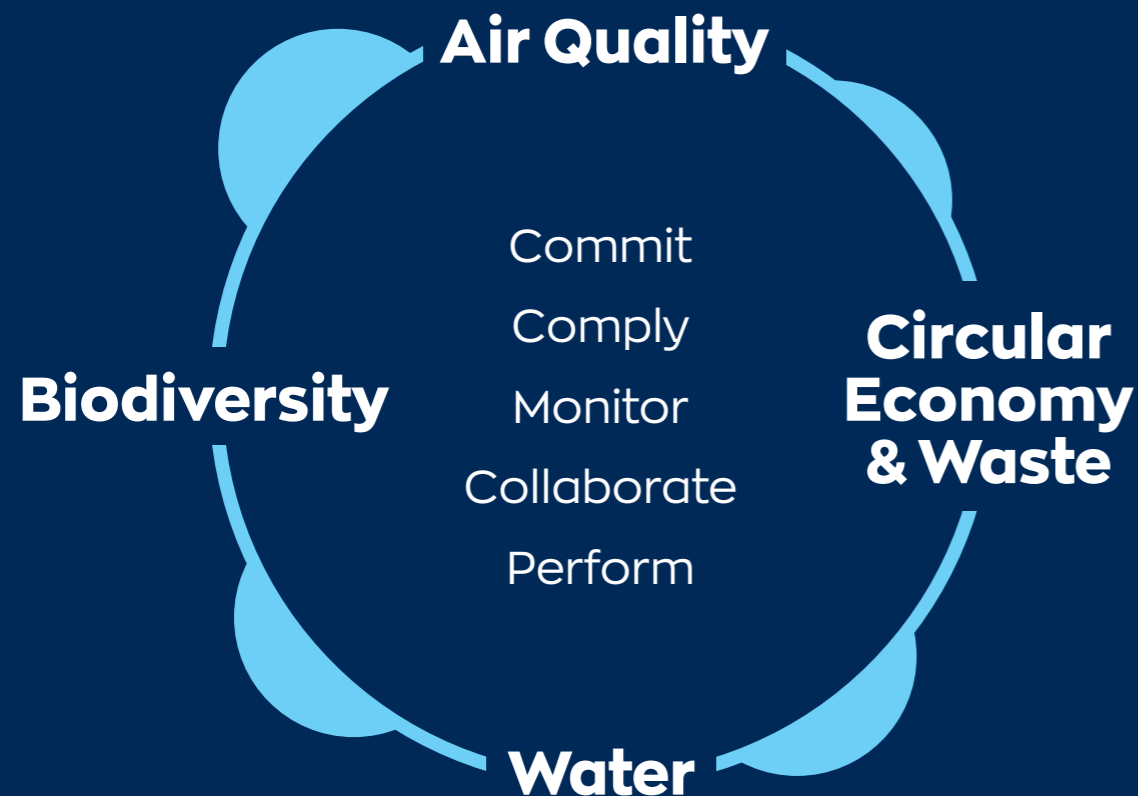 Air Quality
Commit
Comply
Monitor
Collaborate
Perform
Circular
Economy
& Waste
Biodiversity
Water